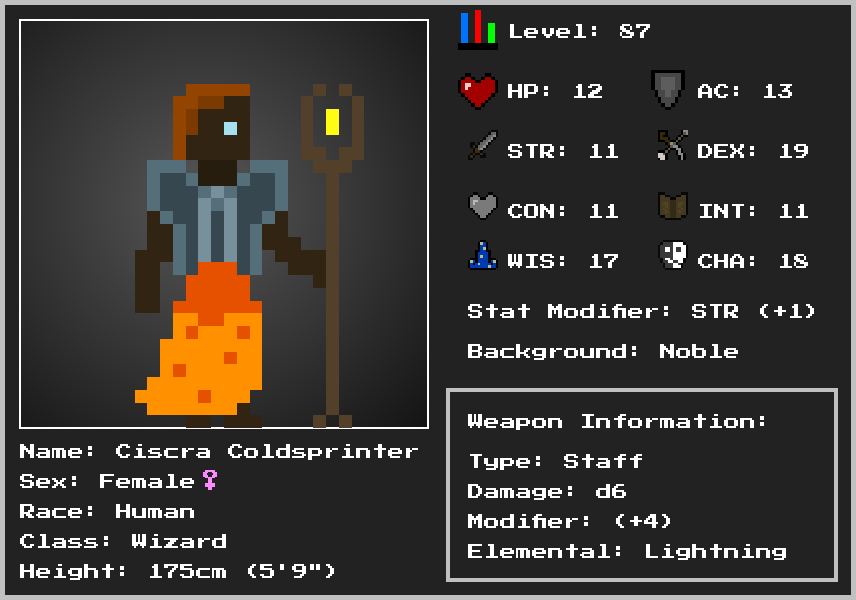 Level: 87
HP: 12
AC: 13
STR: 11
DEX: 19
CON: 11
INT: 11
WIS: 17
CHA: 18
Stat Modifier: STR (+1)
Background: Noble
Weapon Information:
Type: Staff
Damage: d6
Modifier: (+4)
Elemental: Lightning
Name: Ciscra Coldsprinter
Sex: Female♀
Race: Human
Class: Wizard
Height: 175cm (5'9")